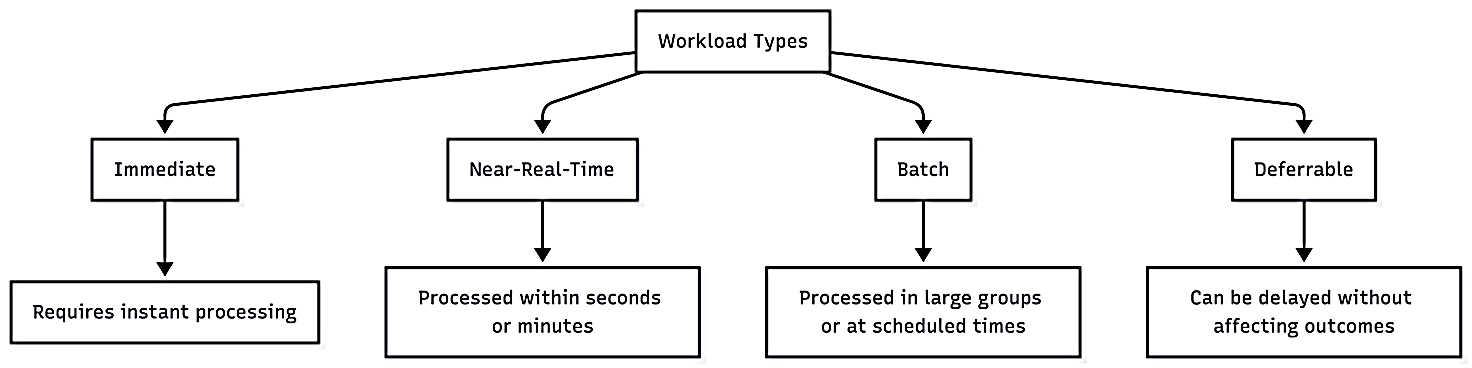 Workload Types
Immediate
Near-Real-Time
Batch
Deferrable
Requires instant processing
Processed within seconds
or minutes
Processed in large groups
or at scheduled times
Can be delayed without
affecting outcomes